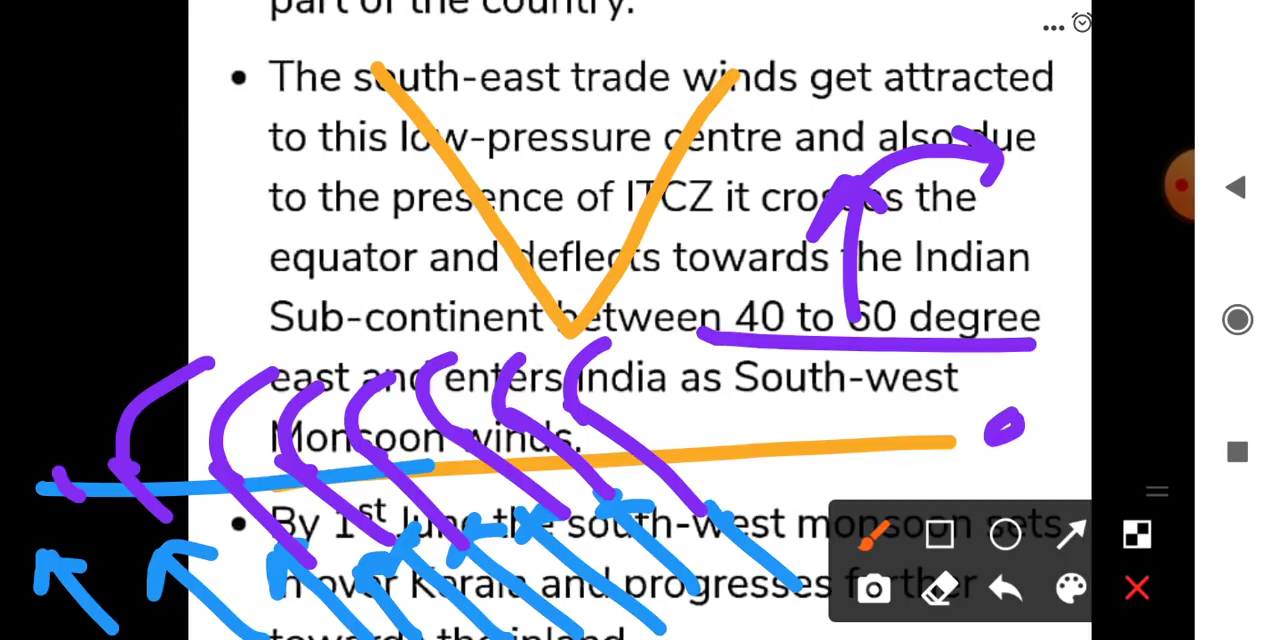 part of the country.
• The south-east trade winds get attracted
to this low-pressure centre and also due
to the presence of ITCZ it crosses the
equator and deflects towards the Indian
Sub-continent between 40 to 60 degree
east and enters India as South-west
Monsoon winds.
• By 1st June the south-west monsoon sets
in over Kerala and progresses further
towards the inland